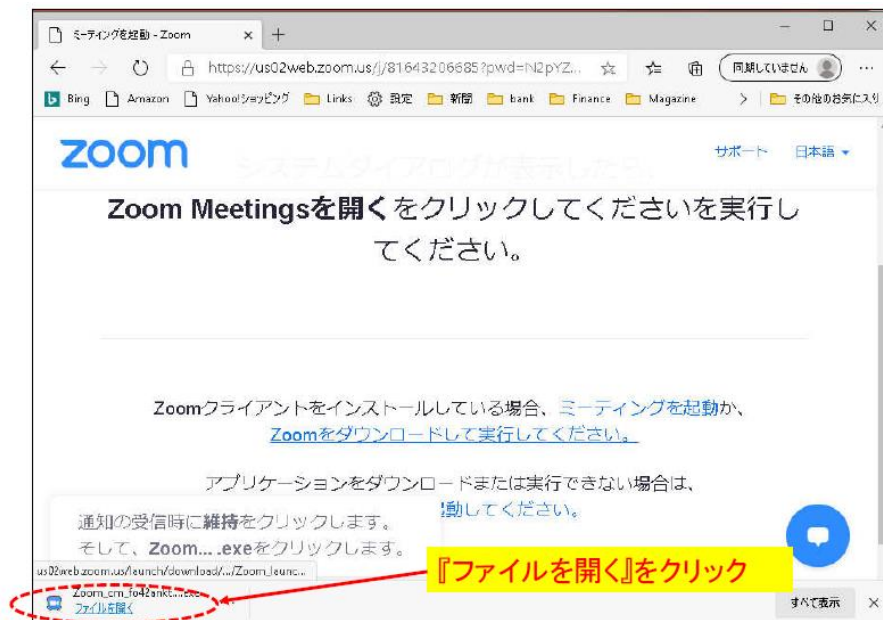 ミーティングを起動 - Zoom
https://us02web.zoom.us/j/81643206685?pwd=N2pYZ...
同期していません
Bing Amazon Yahoo!ショッピング Links 設定 新聞 bank Finance Magazine その他のお気に入り
zoom
サポート 日本語
システムダイアログが表示したら、
Zoom Meetingsを開くをクリックしてくださいを実行し
てください。
Zoomクライアントをインストールしている場合、ミーティングを起動か、
Zoomをダウンロードして実行してください。
アプリケーションをダウンロードまたは実行できない場合は、
動してください。
通知の受信時に維持をクリックします。
そして、Zoom... .exeをクリックします。
『ファイルを開く』をクリック
us02web.zoom.us/launch/download/.../Zoom_launc...
ファイルを開く
すべて表示